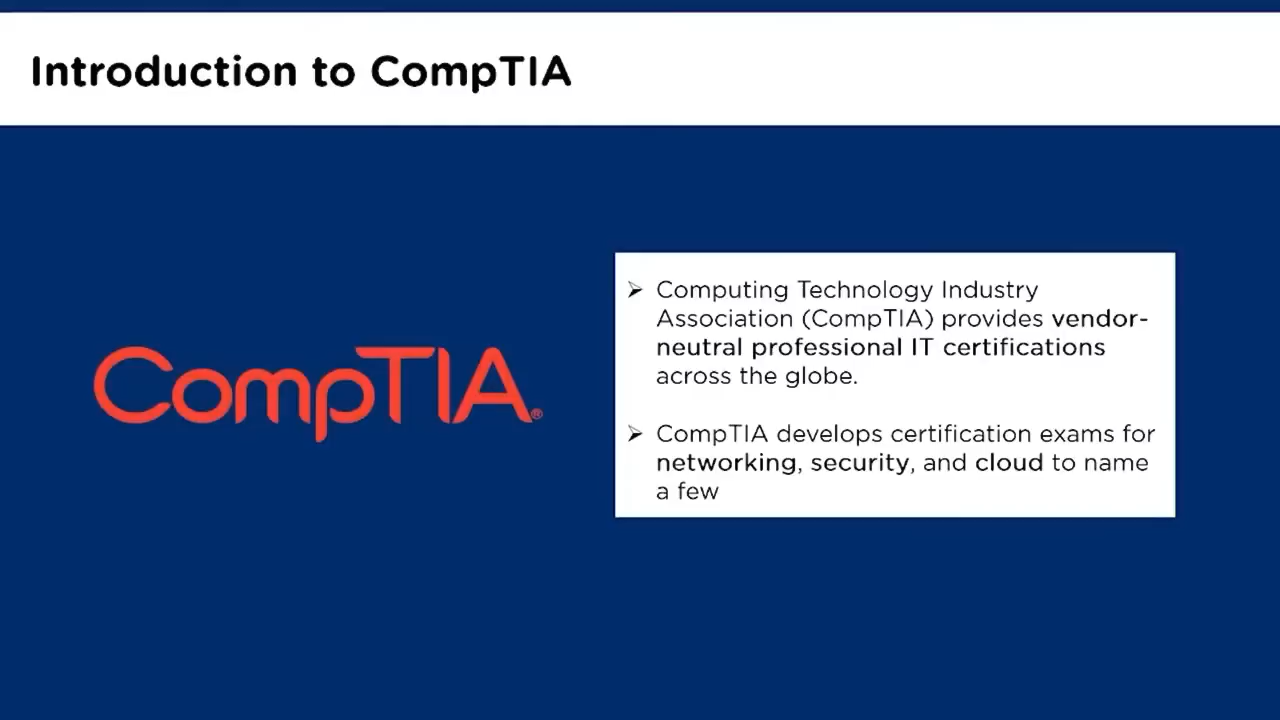 Introduction to CompTIA
CompTIA®
➢ Computing Technology Industry
Association (CompTIA) provides vendor-
neutral professional IT certifications
across the globe.
➢ CompTIA develops certification exams for
networking, security, and cloud to name
a few